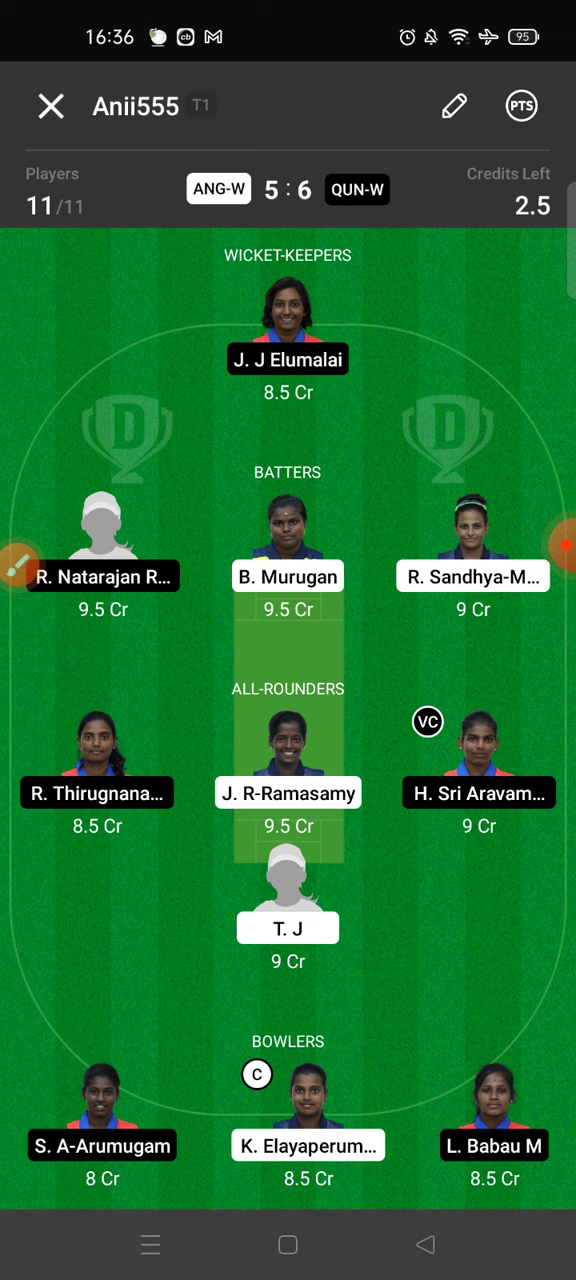 16:36
cb
95
Anii555 T1
PTS
Players
Credits Left
ANG-W 5 : 6 QUN-W
11/11
2.5
WICKET-KEEPERS
J. J Elumalai
8.5 Cr
D D
BATTERS
R. Natarajan R... B. Murugan R. Sandhya-M...
9.5 Cr 9.5 Cr 9 Cr
ALL-ROUNDERS
VC
R. Thirugnana... J. R-Ramasamy H. Sri Aravam...
8.5 Cr 9.5 Cr 9 Cr
T. J
9 Cr
BOWLERS
C
S. A-Arumugam K. Elayaperum... L. Babau M
8 Cr 8.5 Cr 8.5 Cr